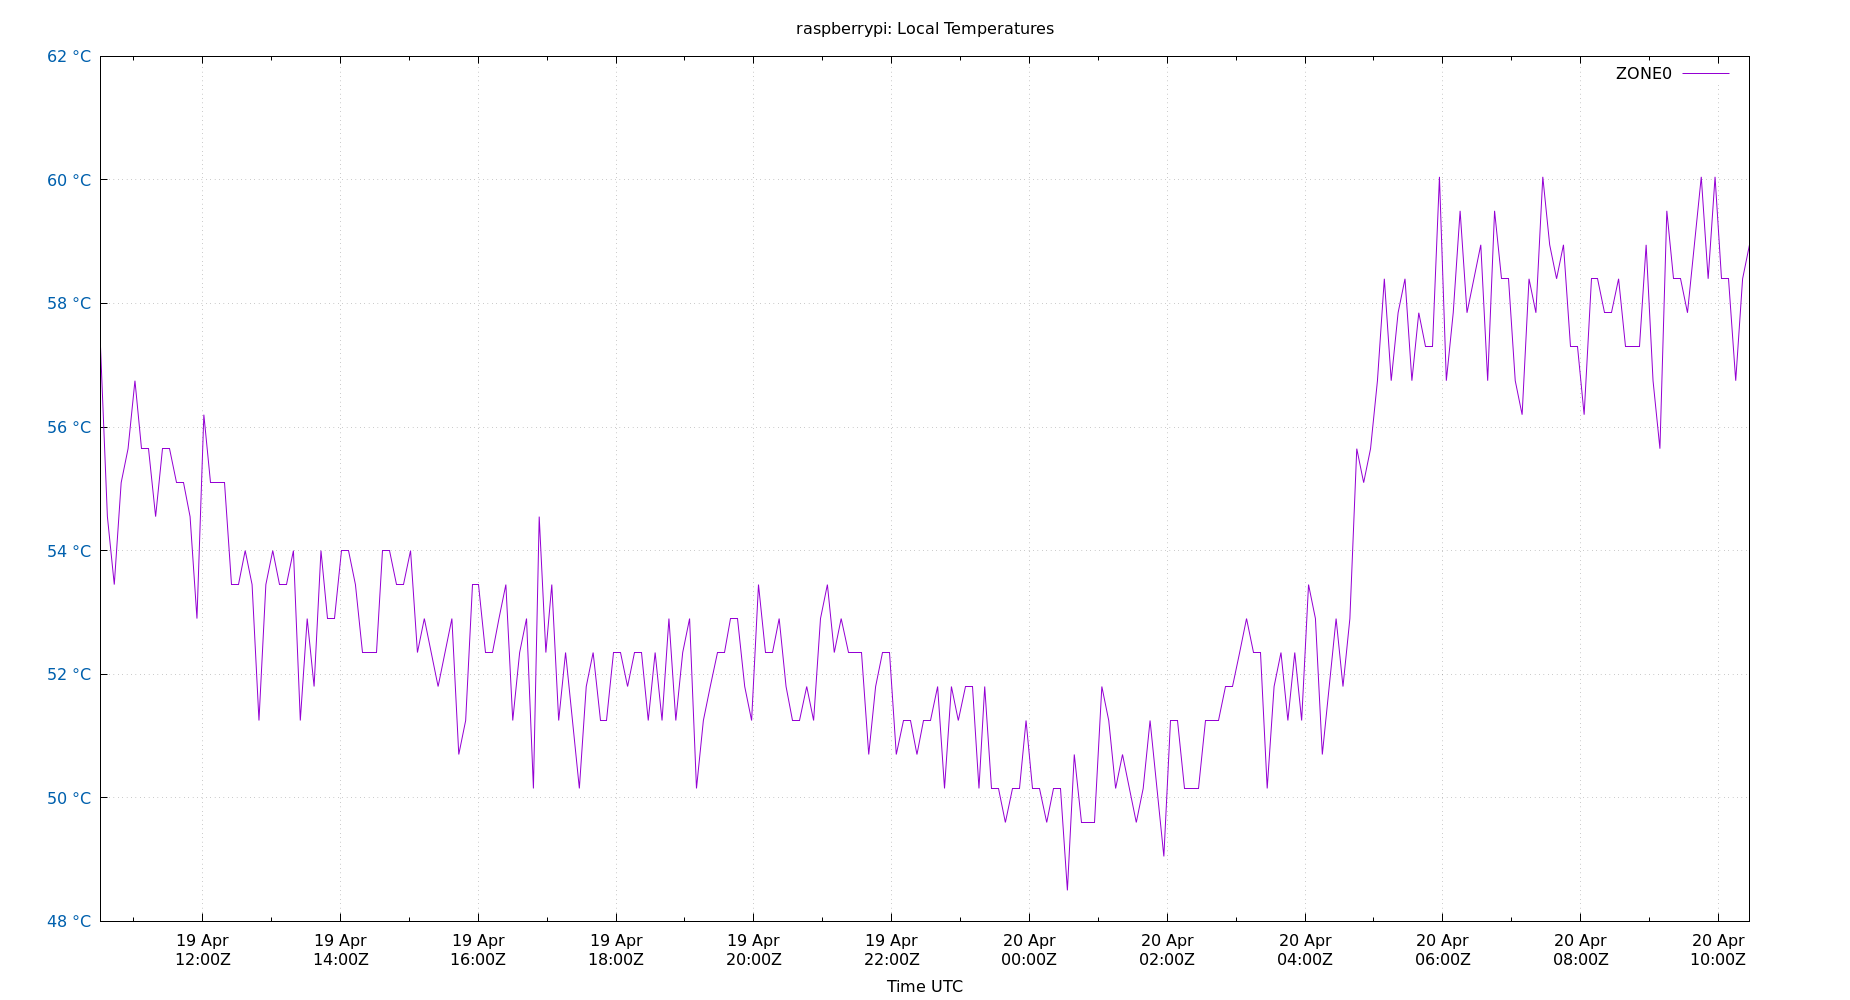 raspberrypi: Local Temperatures
ZONE0
62 °C
60 °C
58 °C
56 °C
54 °C
52 °C
50 °C
48 °C
19 Apr
12:00Z
19 Apr
14:00Z
19 Apr
16:00Z
19 Apr
18:00Z
19 Apr
20:00Z
19 Apr
22:00Z
20 Apr
00:00Z
20 Apr
02:00Z
20 Apr
04:00Z
20 Apr
06:00Z
20 Apr
08:00Z
20 Apr
10:00Z
Time UTC